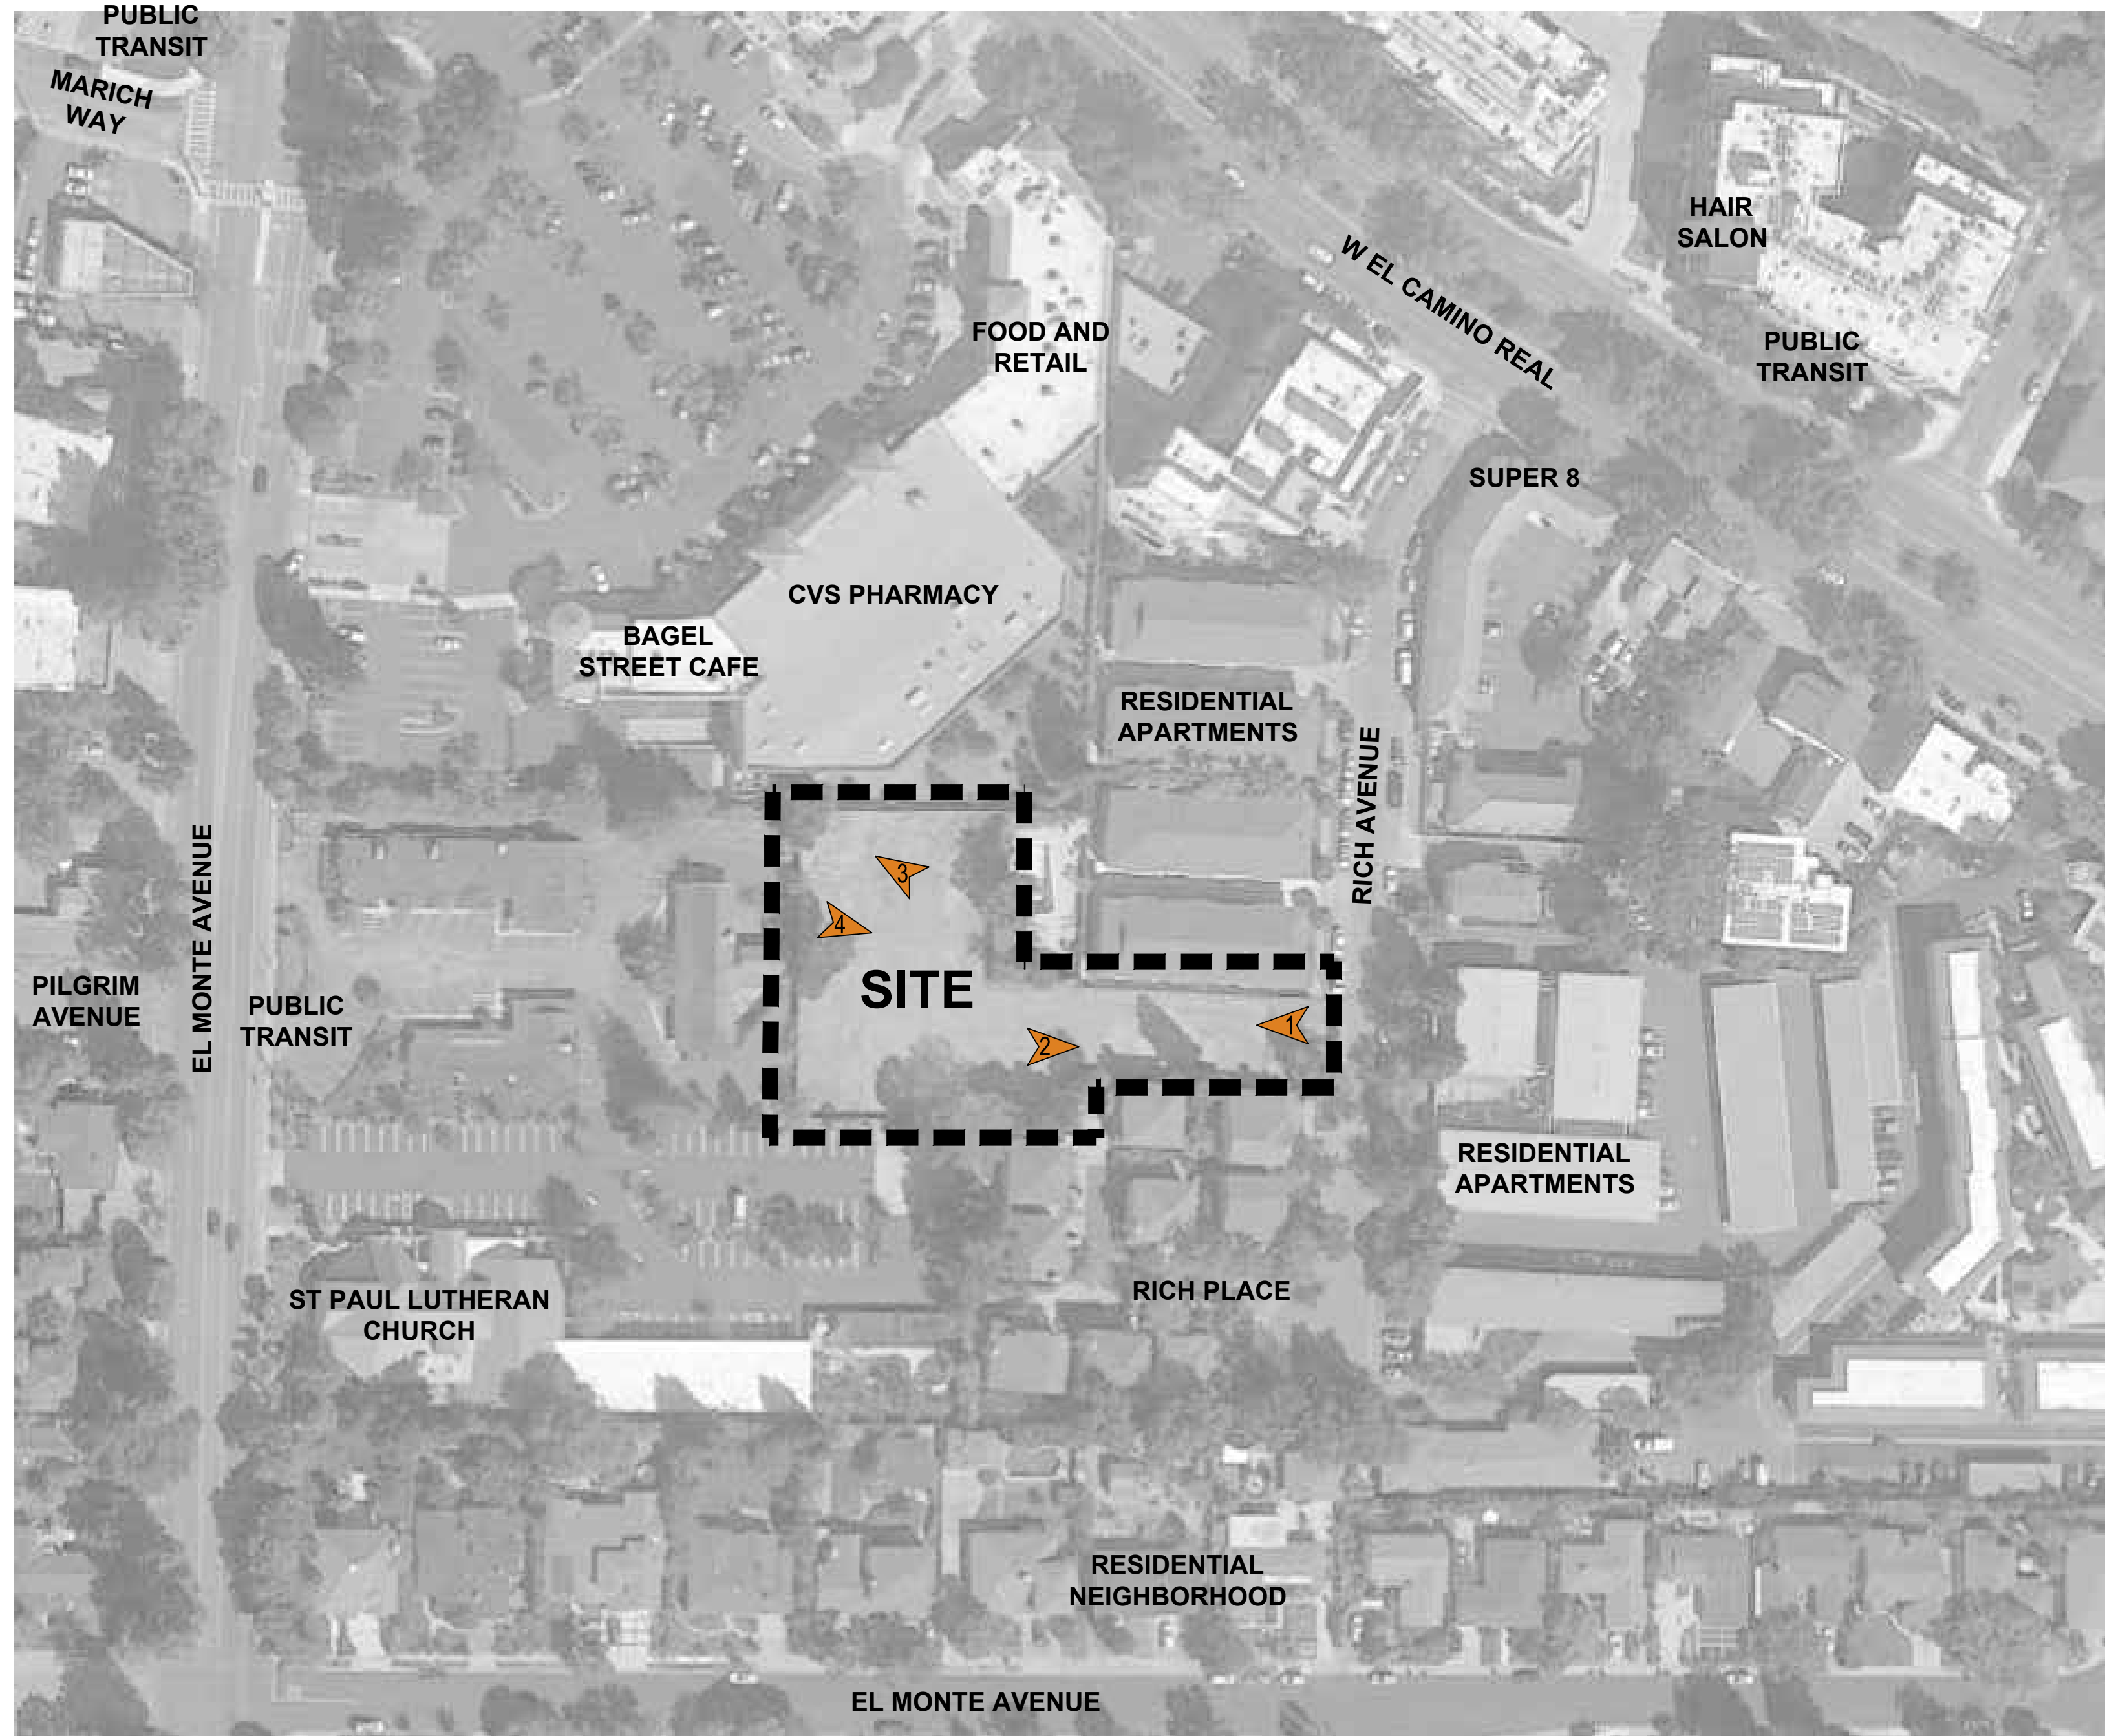 PUBLIC
TRANSIT
MARICH
WAY
HAIR
SALON
W EL CAMINO REAL
FOOD AND
RETAIL
PUBLIC
TRANSIT
SUPER 8
CVS PHARMACY
BAGEL
STREET CAFE
RESIDENTIAL
APARTMENTS
RICH AVENUE
EL MONTE AVENUE
3
4
SITE
PILGRIM
AVENUE
PUBLIC
TRANSIT
1
2
RESIDENTIAL
APARTMENTS
RICH PLACE
ST PAUL LUTHERAN
CHURCH
RESIDENTIAL
NEIGHBORHOOD
EL MONTE AVENUE